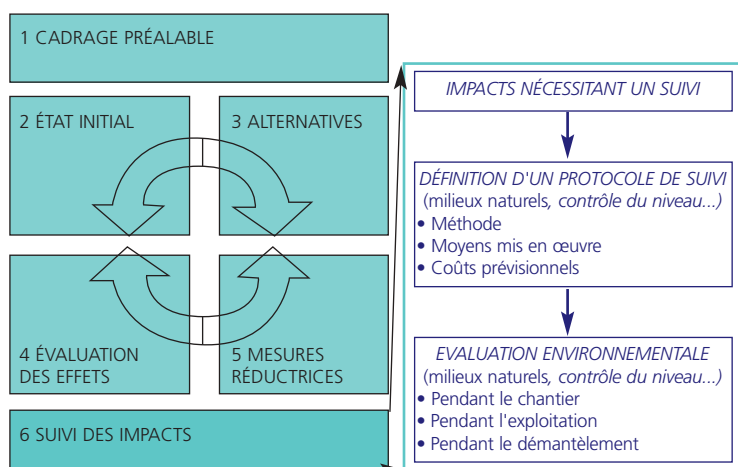 1 CADRAGE PRÉALABLE
2 ÉTAT INITIAL
3 ALTERNATIVES
4 ÉVALUATION
DES EFFETS
5 MESURES
RÉDUCTRICES
6 SUIVI DES IMPACTS
IMPACTS NÉCESSITANT UN SUIVI
DÉFINITION D'UN PROTOCOLE DE SUIVI
(milieux naturels, contrôle du niveau...)
• Méthode
• Moyens mis en œuvre
• Coûts prévisionnels
EVALUATION ENVIRONNEMENTALE
(milieux naturels, contrôle du niveau...)
• Pendant le chantier
• Pendant l'exploitation
• Pendant le démantèlement